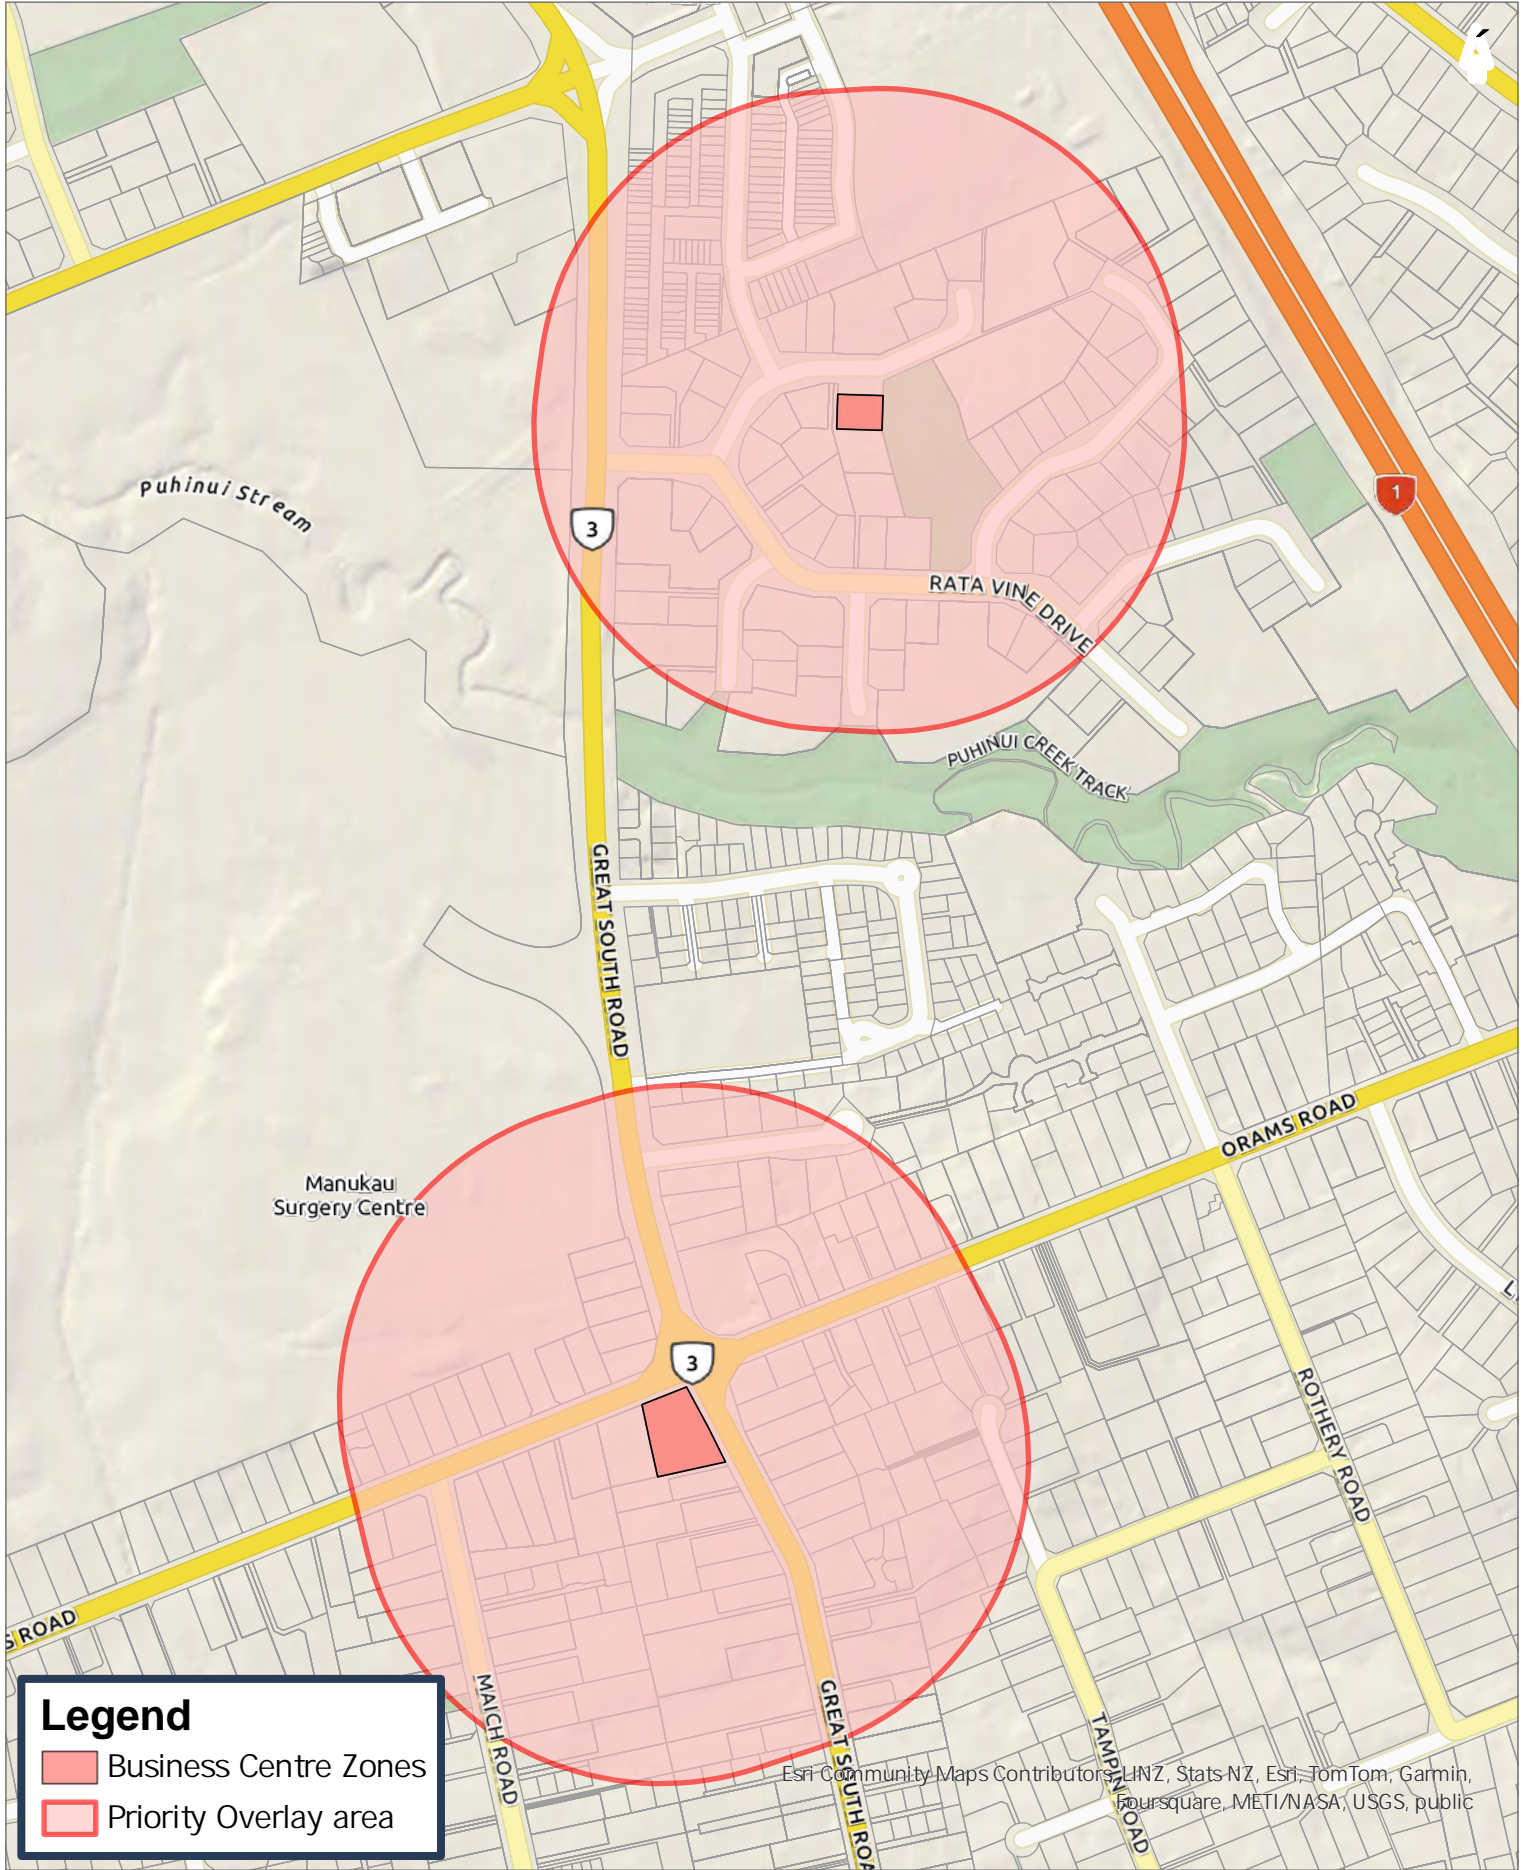 1
Puhinui Stream
3
RATA VINE DRIVE
PUHINUI CREEK TRACK
GREAT SOUTH ROAD
ORAMS ROAD
Manukau
Surgery Centre
3
ROTHERY ROAD
S ROAD
MAICH ROAD
GREAT SOUTH ROA
TAMPIN ROAD
Legend
Business Centre Zones
Priority Overlay area
Esri Community Maps Contributors, LINZ, Stats NZ, Esri, TomTom, Garmin,
Foursquare, METI/NASA, USGS, public